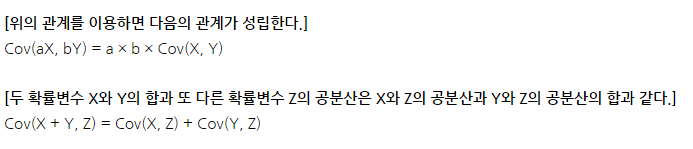 [위의 관계를 이용하면 다음의 관계가 성립한다.]
Cov(aX, bY) = a × b × Cov(X, Y)
[두 확률변수 X와 Y의 합과 또 다른 확률변수 Z의 공분산은 X와 Z의 공분산과 Y와 Z의 공분산의 합과 같다.]
Cov(X + Y, Z) = Cov(X, Z) + Cov(Y, Z)